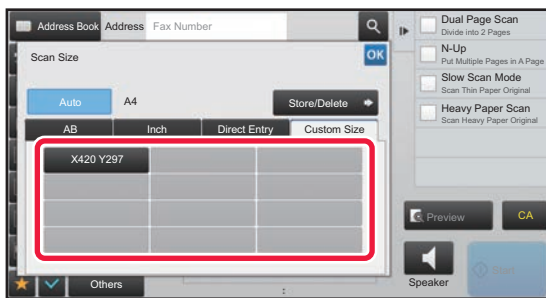 Address Book Address Fax Number
Scan Size
OK
Auto A4 Store/Delete
AB Inch Direct Entry Custom Size
X420 Y297
Others
Dual Page Scan
Divide into 2 Pages
N-Up
Put Multiple Pages in A Page
Slow Scan Mode
Scan Thin Paper Original
Heavy Paper Scan
Scan Heavy Paper Original
Preview CA
Speaker Start